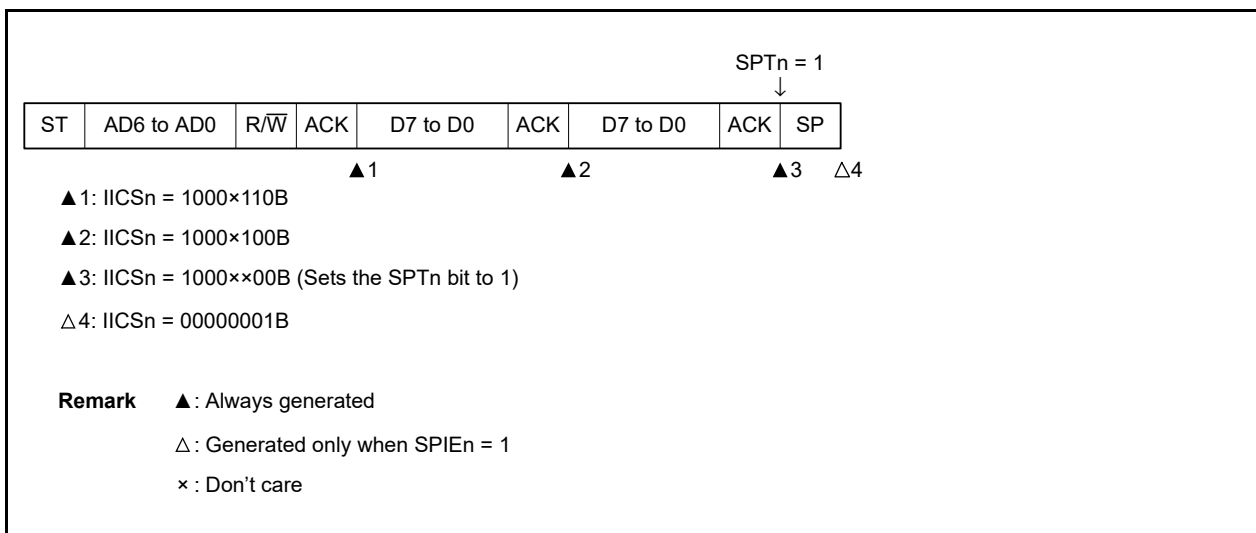 SPTn = 1
↓
ST AD6 to AD0 R/W̅ ACK D7 to D0 ACK D7 to D0 ACK SP
▲1 ▲2 ▲3 △4
▲1: IICSn = 1000×110B
▲2: IICSn = 1000×100B
▲3: IICSn = 1000××00B (Sets the SPTn bit to 1)
△4: IICSn = 00000001B
Remark ▲: Always generated
△: Generated only when SPIEn = 1
×: Don’t care